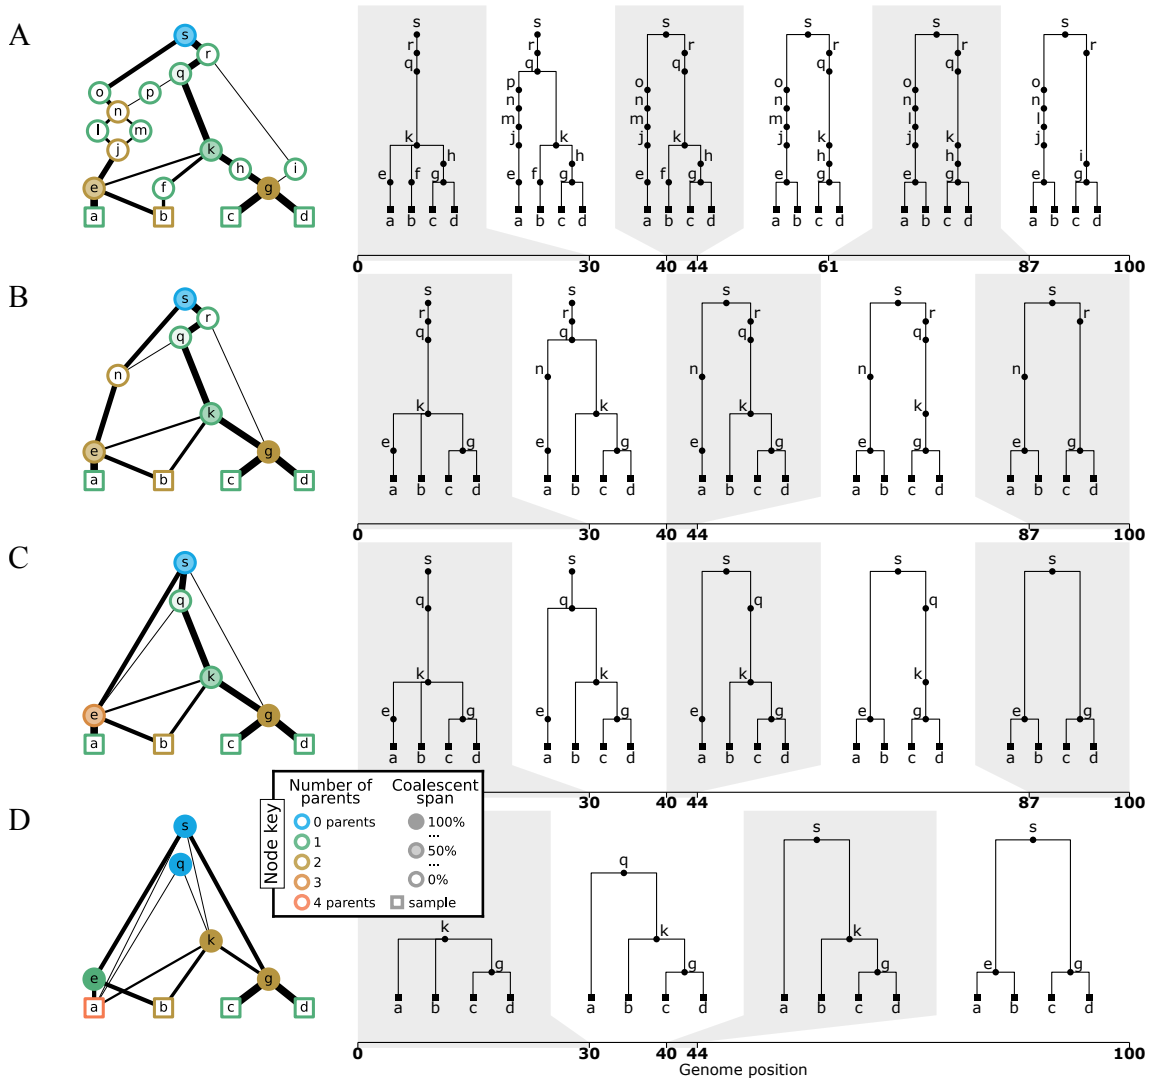 A
s
r
q
p
o
n
l
m
j
k
h
i
e
f
g
a
b
c
d
s
r
q
k
h
e
f
g
a b c d
s
r
q
p
n
m
j
k
h
e
f
g
a b c d
s
r
q
o
n
m
j
k
h
f
g
e
a b c d
s
r
q
o
n
m
j
k
h
e
g
a b c d
s
r
q
o
n
l
j
k
h
e
g
a b c d
s
r
o
n
l
j
i
e
g
a b c d
0 30 40 44 61 87 100
B
s
r
q
n
k
e
g
a
b
c
d
s
r
q
k
e
g
a b c d
s
r
q
n
k
e
g
a b c d
s
r
q
n
k
e
g
a b c d
s
r
q
n
k
e
g
a b c d
s
r
n
e
g
a b c d
0 30 40 44 87 100
C
s
q
k
e
g
a
b
c
d
s
q
k
e
g
a b c d
s
q
k
e
g
a b c d
s
q
k
e
g
a b c d
s
q
k
e
g
a b c d
s
e
g
a b c d
0 30 40 44 87 100
Node key
Number of
parents
0 parents
1
2
3
4 parents
Coalescent
span
100%
...
50%
...
0%
sample
D
s
q
k
e
g
a
b
c
d
k
g
a b c d
q
k
g
a b c d
s
k
g
a b c d
s
e
g
a b c d
0 30 40 44 100
Genome position